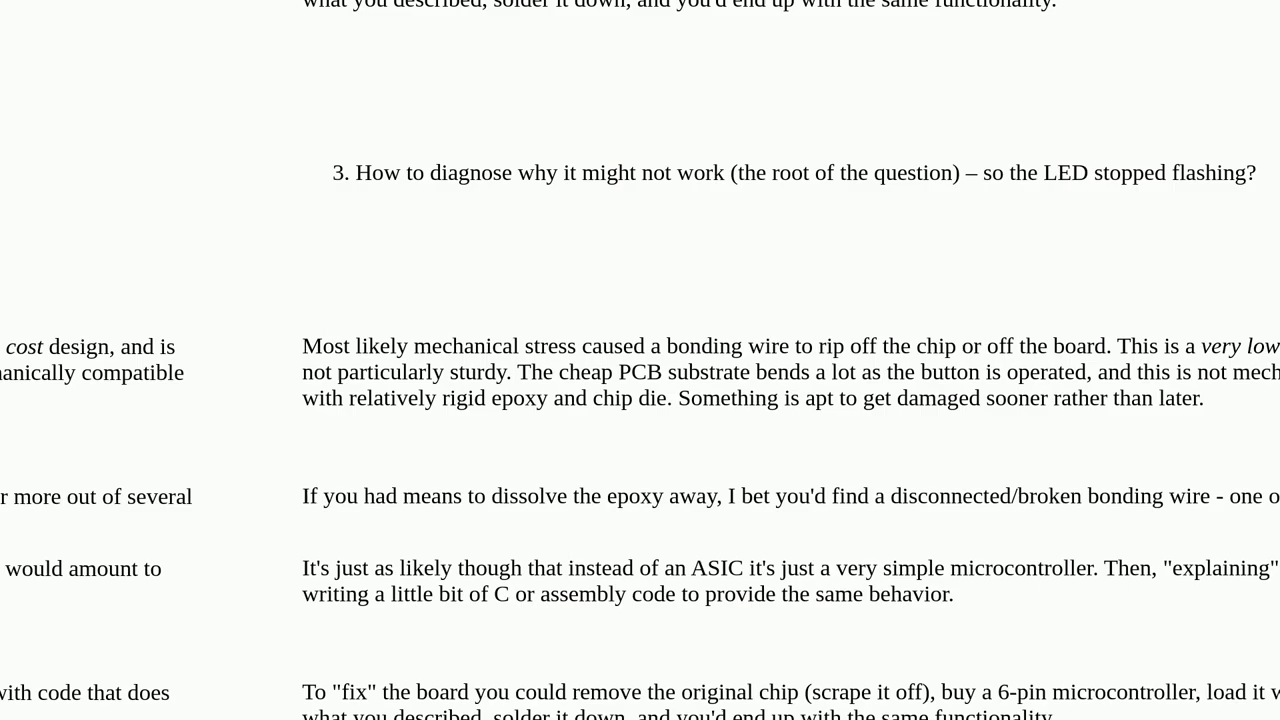 cost design, and is
anically compatible
r more out of several
would amount to
with code that does
what you described, solder it down, and you'd end up with the same functionality.
3. How to diagnose why it might not work (the root of the question) – so the LED stopped flashing?
Most likely mechanical stress caused a bonding wire to rip off the chip or off the board. This is a very low
not particularly sturdy. The cheap PCB substrate bends a lot as the button is operated, and this is not mech
with relatively rigid epoxy and chip die. Something is apt to get damaged sooner rather than later.
If you had means to dissolve the epoxy away, I bet you'd find a disconnected/broken bonding wire - one o
It's just as likely though that instead of an ASIC it's just a very simple microcontroller. Then, "explaining"
writing a little bit of C or assembly code to provide the same behavior.
To "fix" the board you could remove the original chip (scrape it off), buy a 6-pin microcontroller, load it w
what you described, solder it down, and you'd end up with the same functionality.